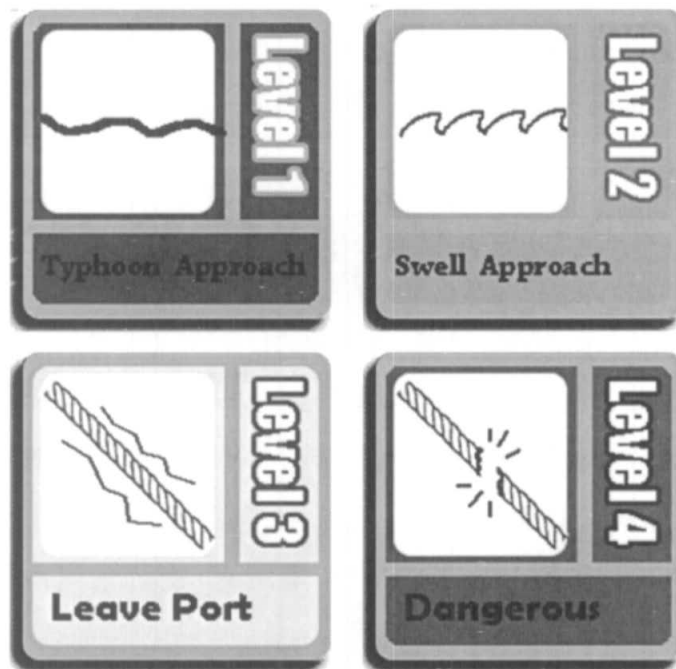 Level 1
Typhoon Approach
Level 2
Swell Approach
Level 3
Leave Port
Level 4
Dangerous